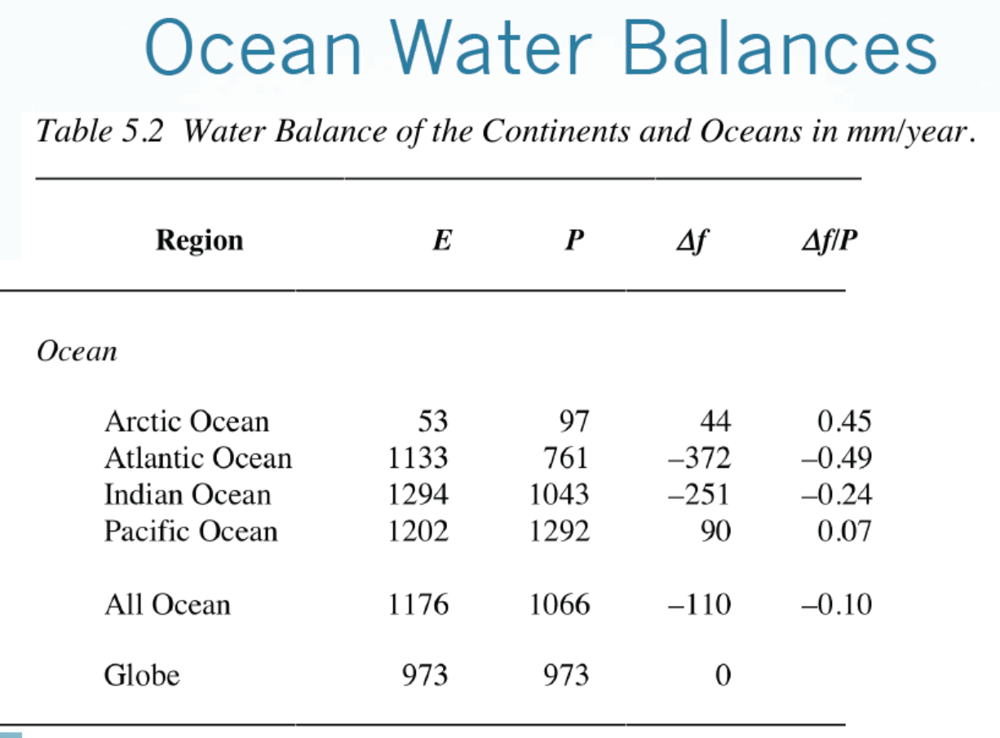 Ocean Water Balances
Table 5.2 Water Balance of the Continents and Oceans in mm/year.
Region E P Δf Δf/P
Ocean
Arctic Ocean 53 97 44 0.45
Atlantic Ocean 1133 761 –372 –0.49
Indian Ocean 1294 1043 –251 –0.24
Pacific Ocean 1202 1292 90 0.07
All Ocean 1176 1066 –110 –0.10
Globe 973 973 0